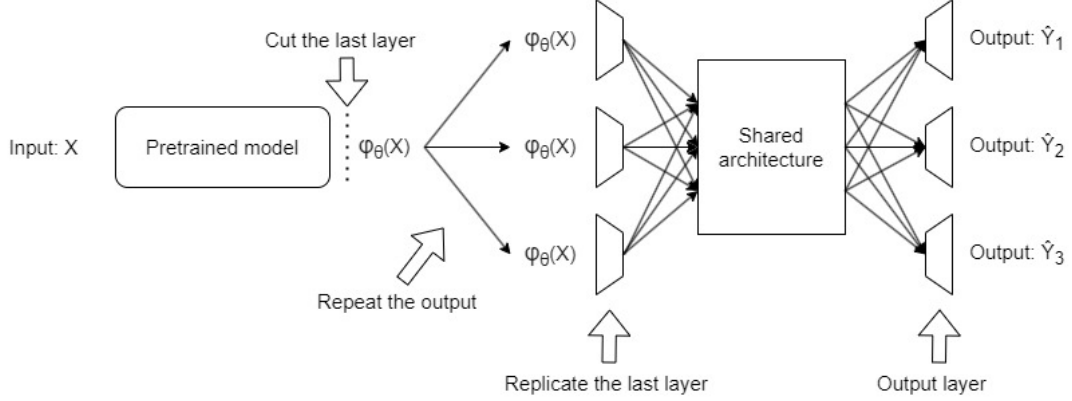 Cut the last layer
φθ(X)
Output: Ŷ1
Input: X
Pretrained model
φθ(X)
φθ(X)
Shared
architecture
Output: Ŷ2
φθ(X)
Output: Ŷ3
Repeat the output
Replicate the last layer
Output layer